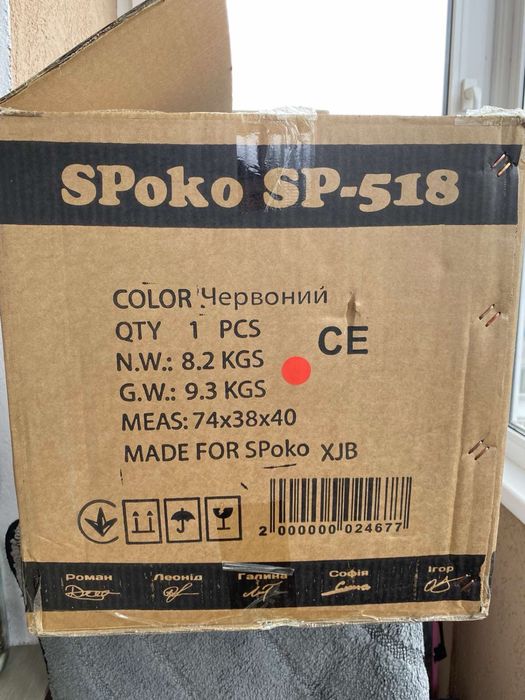 SPoko SP-518
COLOR Червоний
QTY 1 PCS
CE
N.W.: 8.2 KGS
G.W.: 9.3 KGS
MEAS: 74x38x40
MADE FOR SPoko XJB
2 000000 024677
Роман Леонід Галина Софія Ігор